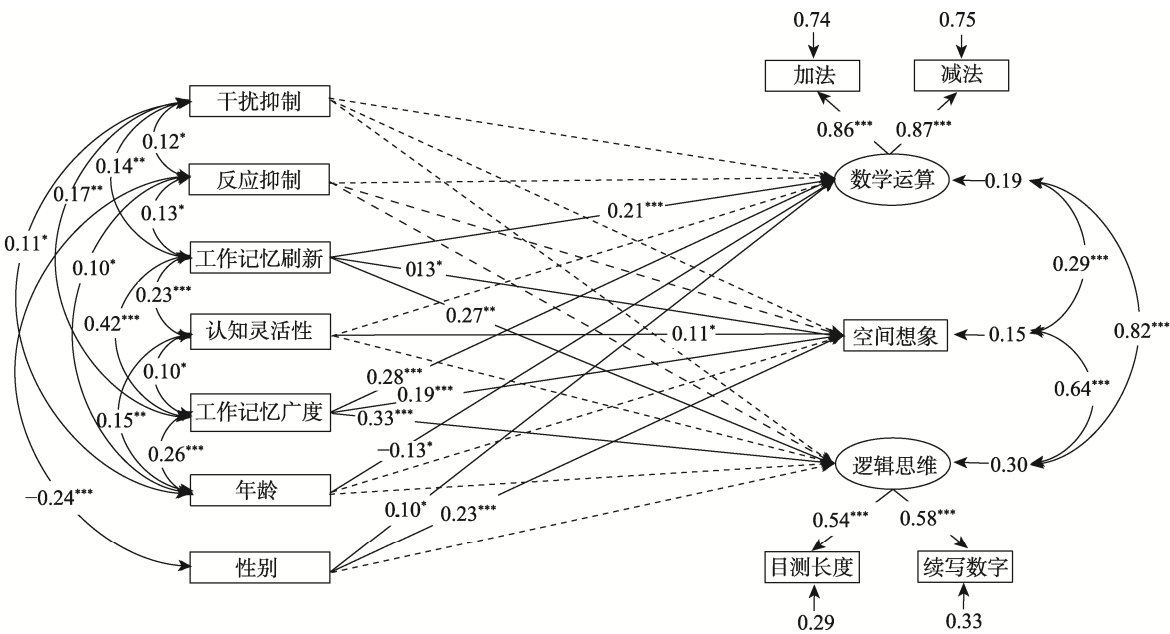 0.74
0.75
加法
减法
0.86***
0.87***
干扰抑制
0.12*
0.14**
反应抑制
数学运算
0.19
0.17**
0.13*
0.21***
0.11*
工作记忆刷新
0.10*
013*
0.29***
0.23***
0.27**
0.42***
认知灵活性
0.11*
空间想象
0.15
0.82***
0.10*
0.28***
0.19***
0.64***
工作记忆广度
0.33***
0.15**
0.26***
−0.13*
逻辑思维
0.30
年龄
−0.24***
0.10*
0.23***
0.54***
0.58***
性别
目测长度
续写数字
0.29
0.33